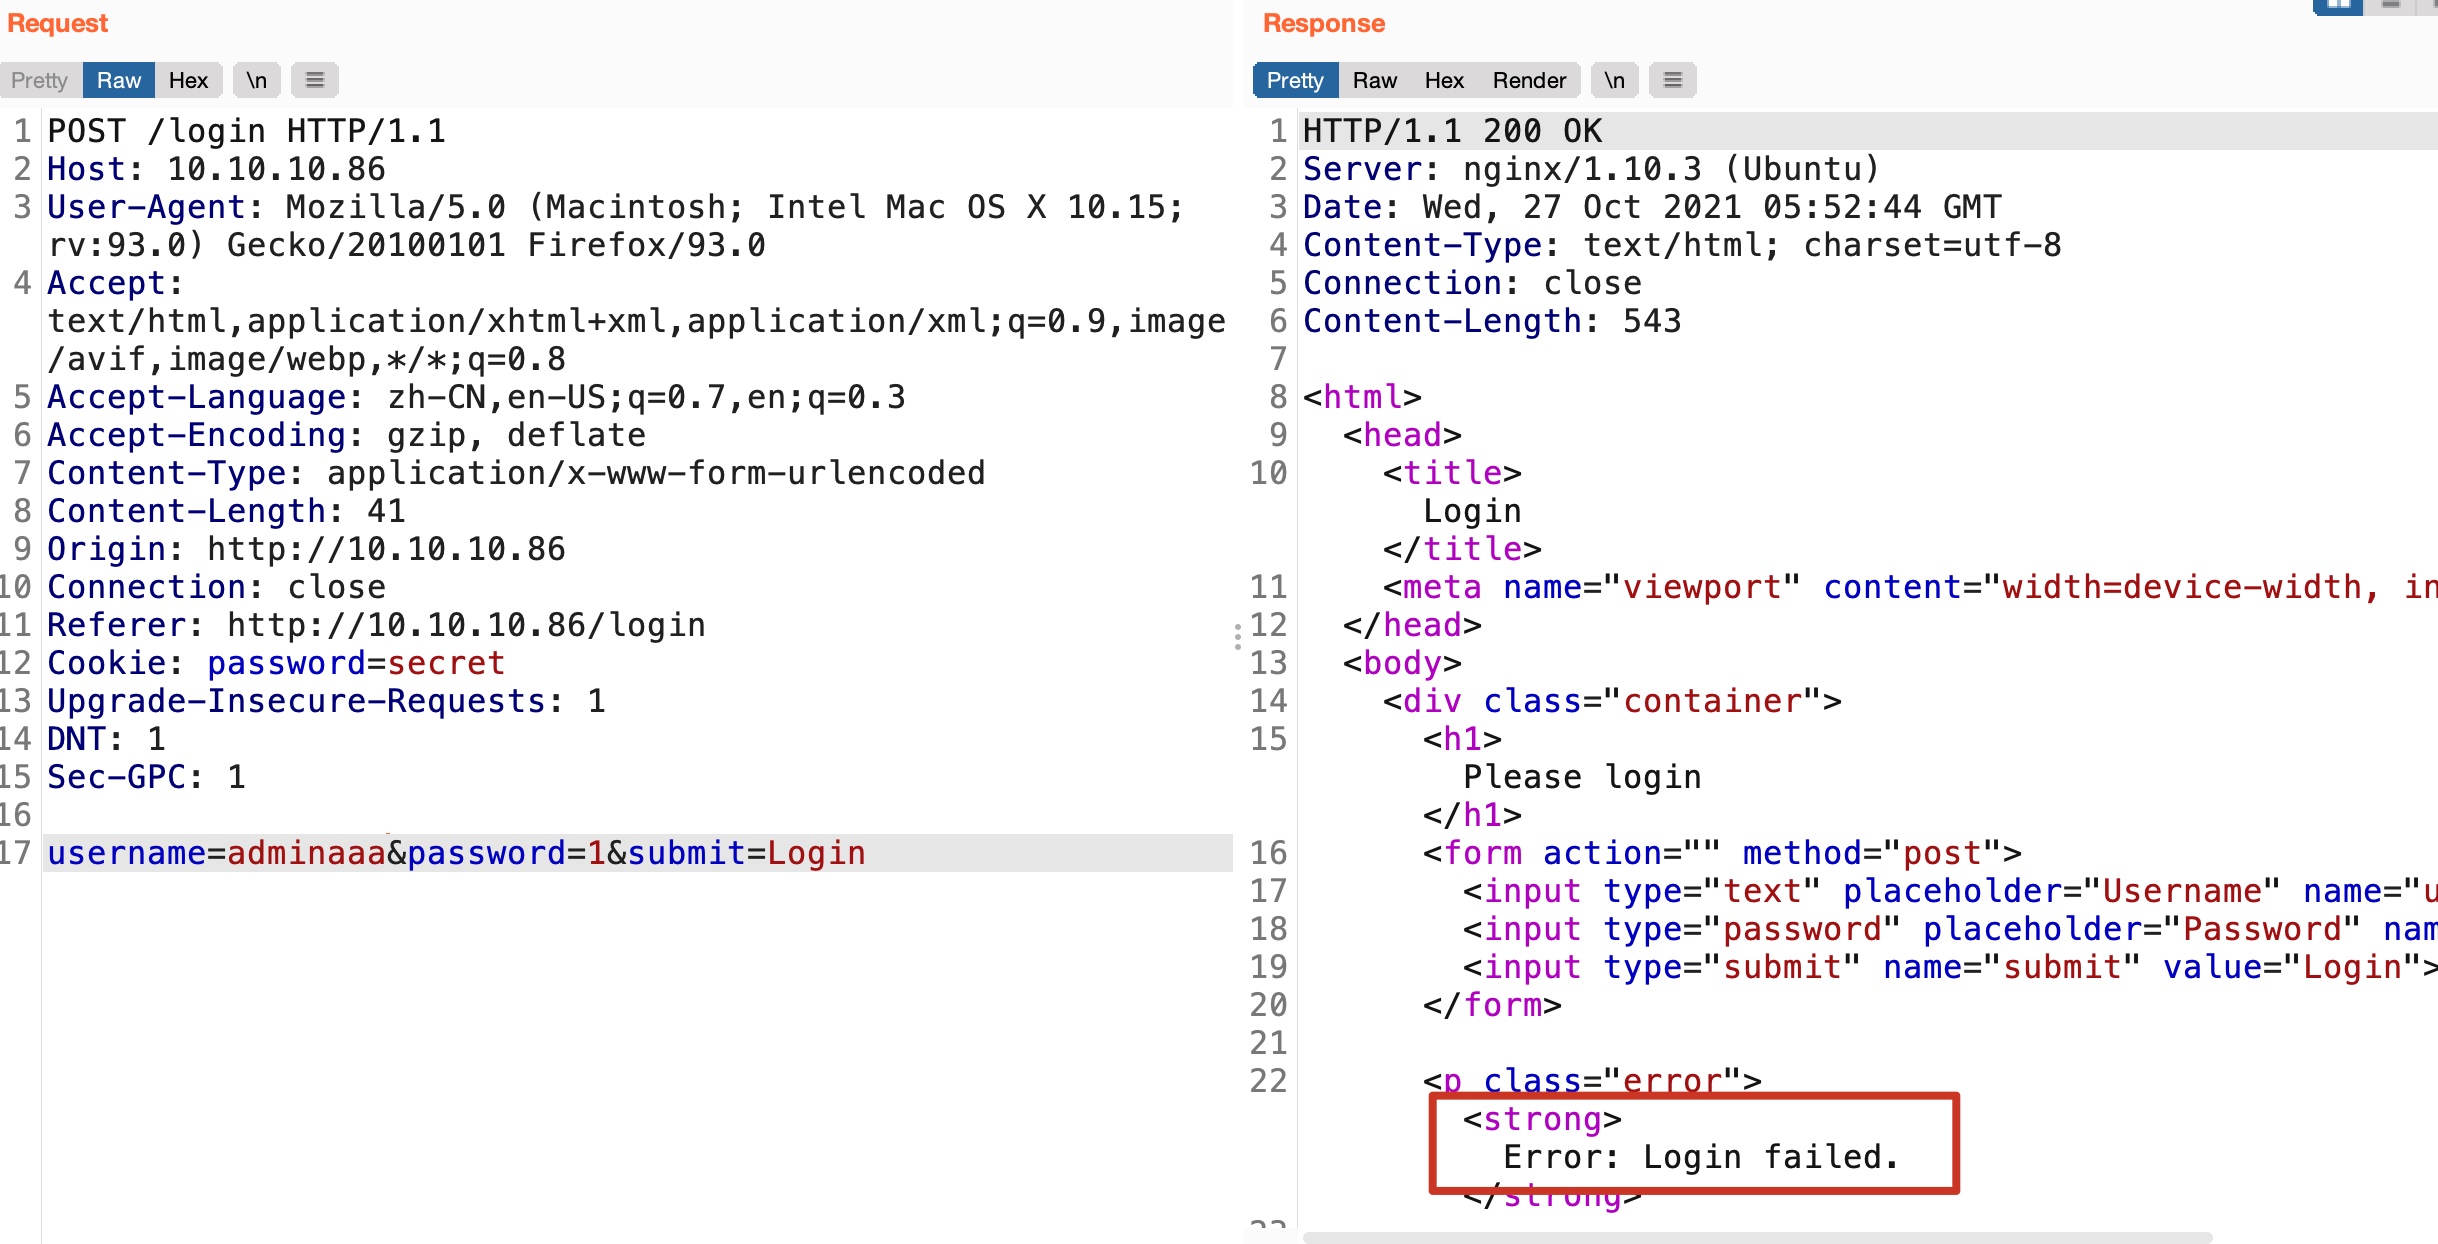 Request
Pretty Raw Hex \n
1 POST /login HTTP/1.1
2 Host: 10.10.10.86
3 User-Agent: Mozilla/5.0 (Macintosh; Intel Mac OS X 10.15;
rv:93.0) Gecko/20100101 Firefox/93.0
4 Accept:
text/html,application/xhtml+xml,application/xml;q=0.9,image
/avif,image/webp,*/*;q=0.8
5 Accept-Language: zh-CN,en-US;q=0.7,en;q=0.3
6 Accept-Encoding: gzip, deflate
7 Content-Type: application/x-www-form-urlencoded
8 Content-Length: 41
9 Origin: http://10.10.10.86
10 Connection: close
11 Referer: http://10.10.10.86/login
12 Cookie: password=secret
13 Upgrade-Insecure-Requests: 1
14 DNT: 1
15 Sec-GPC: 1
16
17 username=adminaaa&password=1&submit=Login
Response
Pretty Raw Hex Render \n
1 HTTP/1.1 200 OK
2 Server: nginx/1.10.3 (Ubuntu)
3 Date: Wed, 27 Oct 2021 05:52:44 GMT
4 Content-Type: text/html; charset=utf-8
5 Connection: close
6 Content-Length: 543
7
8 <html>
9 <head>
10 <title>
Login
</title>
11 <meta name="viewport" content="width=device-width, in
12 </head>
13 <body>
14 <div class="container">
15 <h1>
Please login
</h1>
16 <form action="" method="post">
17 <input type="text" placeholder="Username" name="u
18 <input type="password" placeholder="Password" nam
19 <input type="submit" name="submit" value="Login">
20 </form>
21
22 <p class="error">
<strong>
Error: Login failed.
</strong>
23